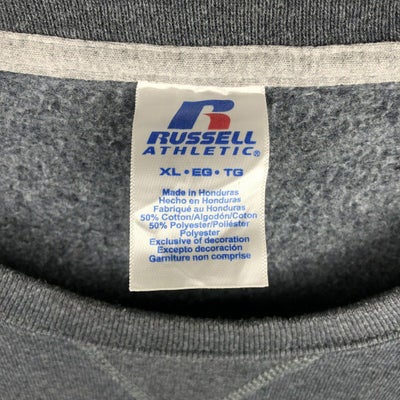 RUSSELL
ATHLETIC®
XL • EG • TG
Made in Honduras
Hecho en Honduras
Fabriqué au Honduras
50% Cotton/Algodón/Coton
50% Polyester/Poliéster
Polyester
Exclusive of decoration
Excepto decoración
Garniture non comprise